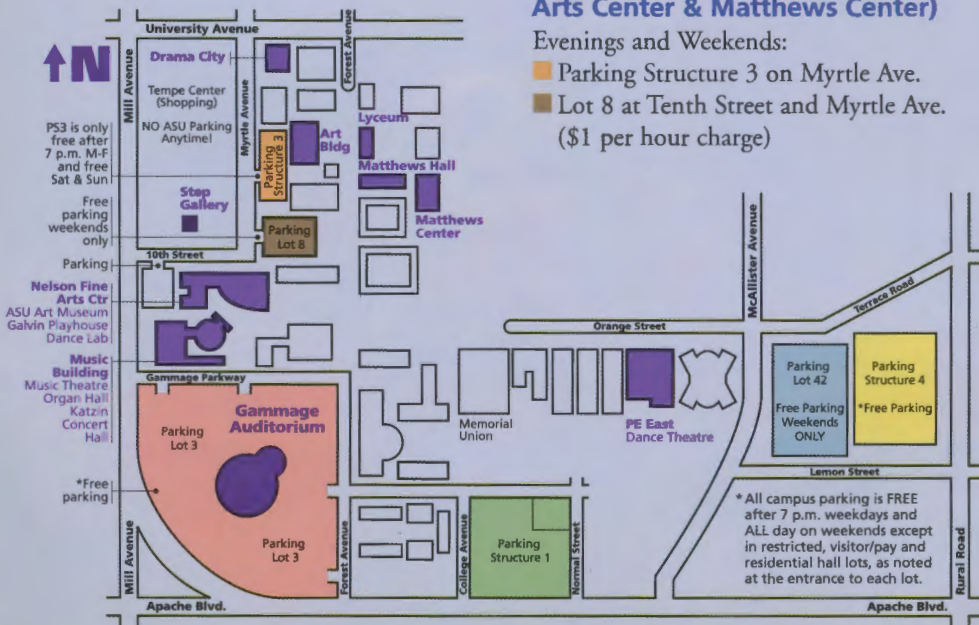 Arts Center & Matthews Center)
Evenings and Weekends:
Parking Structure 3 on Myrtle Ave.
Lot 8 at Tenth Street and Myrtle Ave.
($1 per hour charge)
University Avenue
N
Mill Avenue
Drama City
Forest Avenue
Tempe Center
(Shopping)
NO ASU Parking
Anytime!
Myrtle Avenue
PS3 is only
free after
7 p.m. M-F
and free
Sat & Sun
Parking
Structure 3
Art
Bldg
Lyceum
Matthews Hall
Matthews
Center
Step
Gallery
Free
parking
weekends
only
Parking
Lot 8
10th Street
Parking
Nelson Fine
Arts Ctr
ASU Art Museum
Galvin Playhouse
Dance Lab
Music
Building
Music Theatre
Organ Hall
Katzin
Concert
Hall
Gammage Parkway
Gammage
Auditorium
Parking
Lot 3
*Free
parking
Parking
Lot 3
Mill Avenue
Forest Avenue
Apache Blvd.
McAllister Avenue
Terrace Road
Orange Street
Memorial
Union
PE East
Dance Theatre
Parking
Lot 42
Free Parking
Weekends
ONLY
Parking
Structure 4
*Free Parking
Lemon Street
College Avenue
Parking
Structure 1
Normal Street
* All campus parking is FREE
after 7 p.m. weekdays and
ALL day on weekends except
in restricted, visitor/pay and
residential hall lots, as noted
at the entrance to each lot.
Rural Road
Apache Blvd.